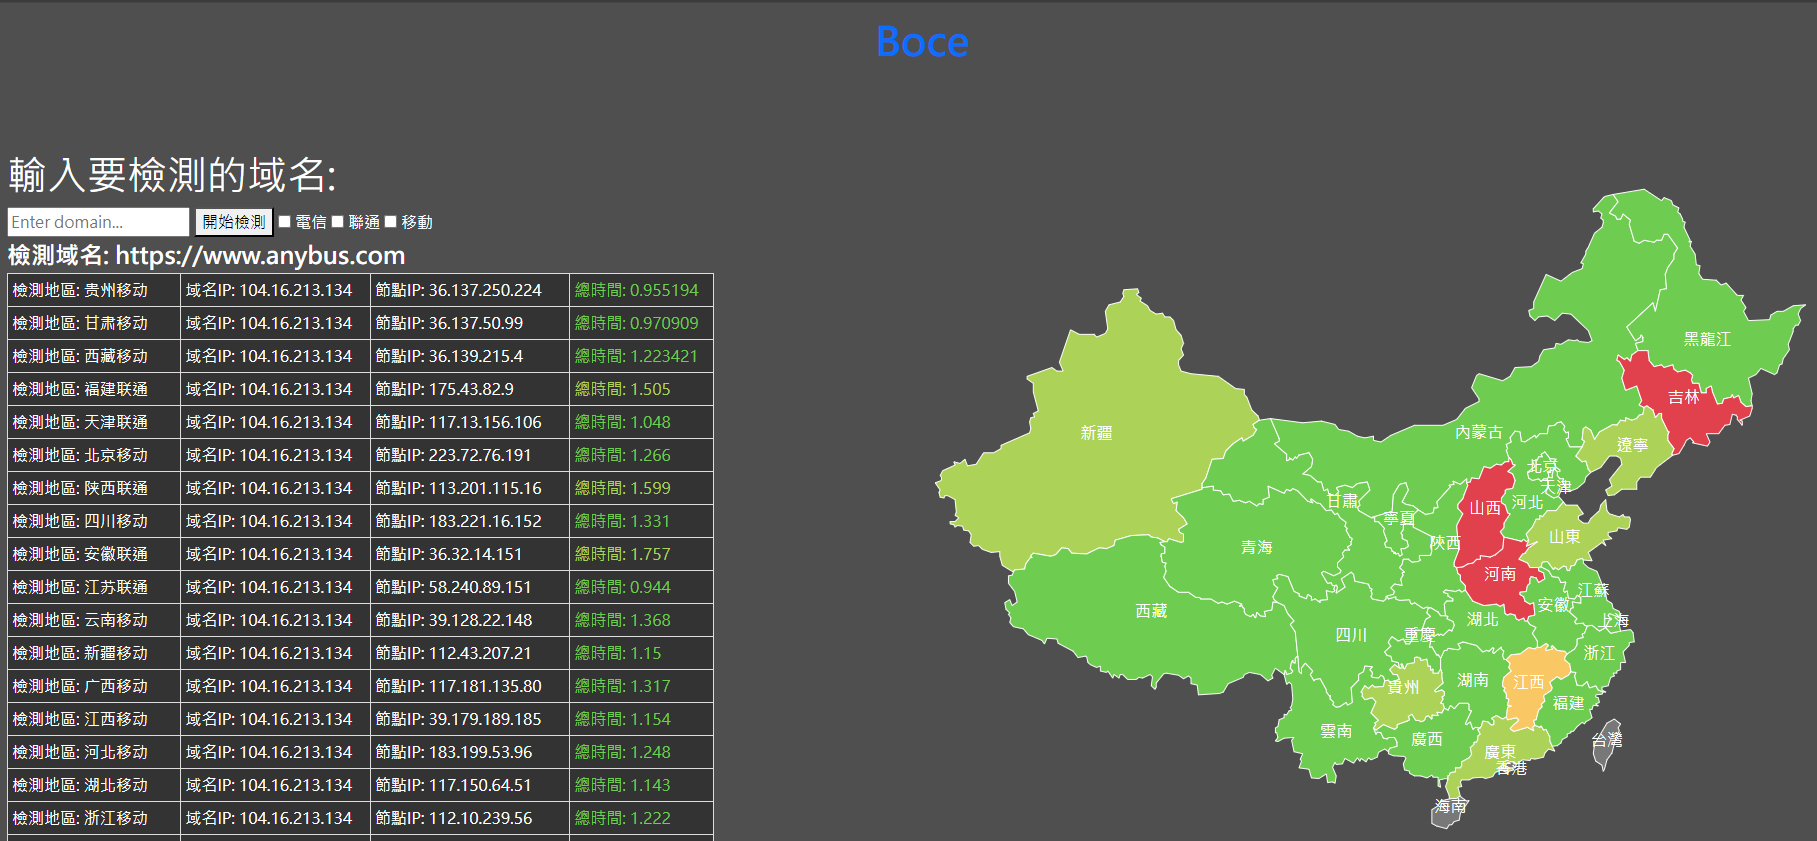 Boce
輸入要檢測的域名:
Enter domain... 開始檢測 電信 聯通 移動
檢測域名: https://www.anybus.com
檢測地區: 贵州移动 域名IP: 104.16.213.134 節點IP: 36.137.250.224 總時間: 0.955194
檢測地區: 甘肃移动 域名IP: 104.16.213.134 節點IP: 36.137.50.99 總時間: 0.970909
檢測地區: 西藏移动 域名IP: 104.16.213.134 節點IP: 36.139.215.4 總時間: 1.223421
檢測地區: 福建联通 域名IP: 104.16.213.134 節點IP: 175.43.82.9 總時間: 1.505
檢測地區: 天津联通 域名IP: 104.16.213.134 節點IP: 117.13.156.106 總時間: 1.048
檢測地區: 北京移动 域名IP: 104.16.213.134 節點IP: 223.72.76.191 總時間: 1.266
檢測地區: 陕西联通 域名IP: 104.16.213.134 節點IP: 113.201.115.16 總時間: 1.599
檢測地區: 四川移动 域名IP: 104.16.213.134 節點IP: 183.221.16.152 總時間: 1.331
檢測地區: 安徽联通 域名IP: 104.16.213.134 節點IP: 36.32.14.151 總時間: 1.757
檢測地區: 江苏联通 域名IP: 104.16.213.134 節點IP: 58.240.89.151 總時間: 0.944
檢測地區: 云南移动 域名IP: 104.16.213.134 節點IP: 39.128.22.148 總時間: 1.368
檢測地區: 新疆移动 域名IP: 104.16.213.134 節點IP: 112.43.207.21 總時間: 1.15
檢測地區: 广西移动 域名IP: 104.16.213.134 節點IP: 117.181.135.80 總時間: 1.317
檢測地區: 江西移动 域名IP: 104.16.213.134 節點IP: 39.179.189.185 總時間: 1.154
檢測地區: 河北移动 域名IP: 104.16.213.134 節點IP: 183.199.53.96 總時間: 1.248
檢測地區: 湖北移动 域名IP: 104.16.213.134 節點IP: 117.150.64.51 總時間: 1.143
檢測地區: 浙江移动 域名IP: 104.16.213.134 節點IP: 112.10.239.56 總時間: 1.222
黑龍江
吉林
新疆
內蒙古
遼寧
北京
天津
甘肅
河北
山西
寧夏
山東
陝西
青海
河南
江蘇
安徽
西藏
湖北
上海
四川
重慶
浙江
湖南
江西
貴州
福建
雲南
廣西
台灣
廣東
香港
海南